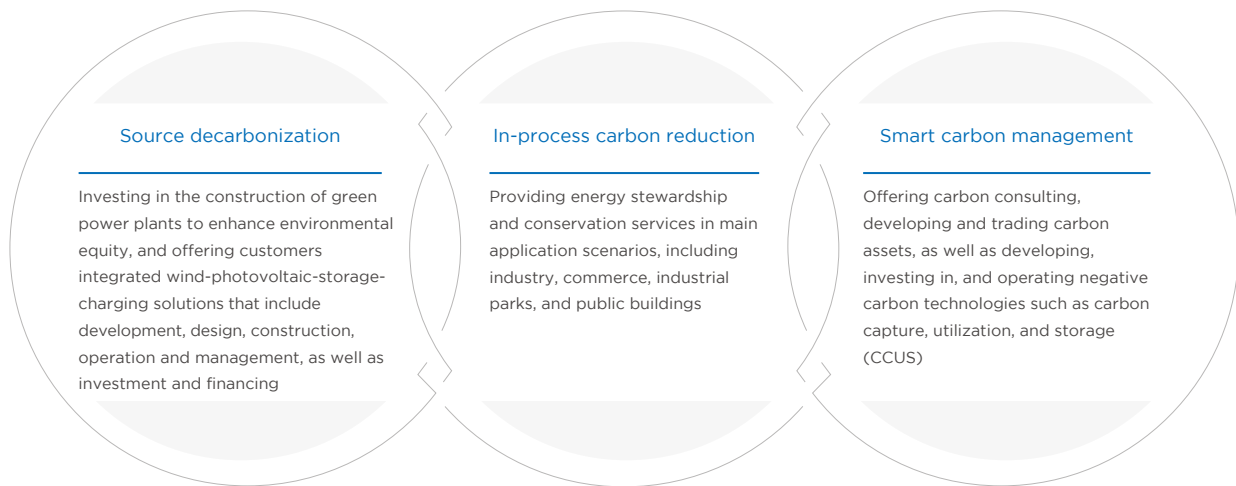 Source decarbonization
Investing in the construction of green
power plants to enhance environmental
equity, and offering customers
integrated wind-photovoltaic-storage-
charging solutions that include
development, design, construction,
operation and management, as well as
investment and financing
In-process carbon reduction
Providing energy stewardship
and conservation services in main
application scenarios, including
industry, commerce, industrial
parks, and public buildings
Smart carbon management
Offering carbon consulting,
developing and trading carbon
assets, as well as developing,
investing in, and operating negative
carbon technologies such as carbon
capture, utilization, and storage
(CCUS)